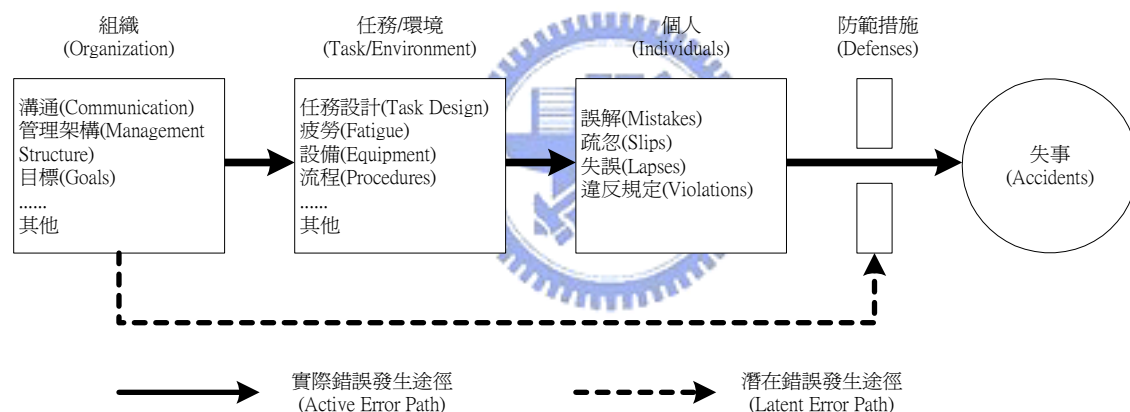 組織
(Organization)
任務/環境
(Task/Environment)
個人
(Individuals)
防範措施
(Defenses)
溝通(Communication)
管理架構(Management
Structure)
目標(Goals)
......
其他
任務設計(Task Design)
疲勞(Fatigue)
設備(Equipment)
流程(Procedures)
......
其他
誤解(Mistakes)
疏忽(Slips)
失誤(Lapses)
違反規定(Violations)
失事
(Accidents)
實際錯誤發生途徑
(Active Error Path)
潛在錯誤發生途徑
(Latent Error Path)